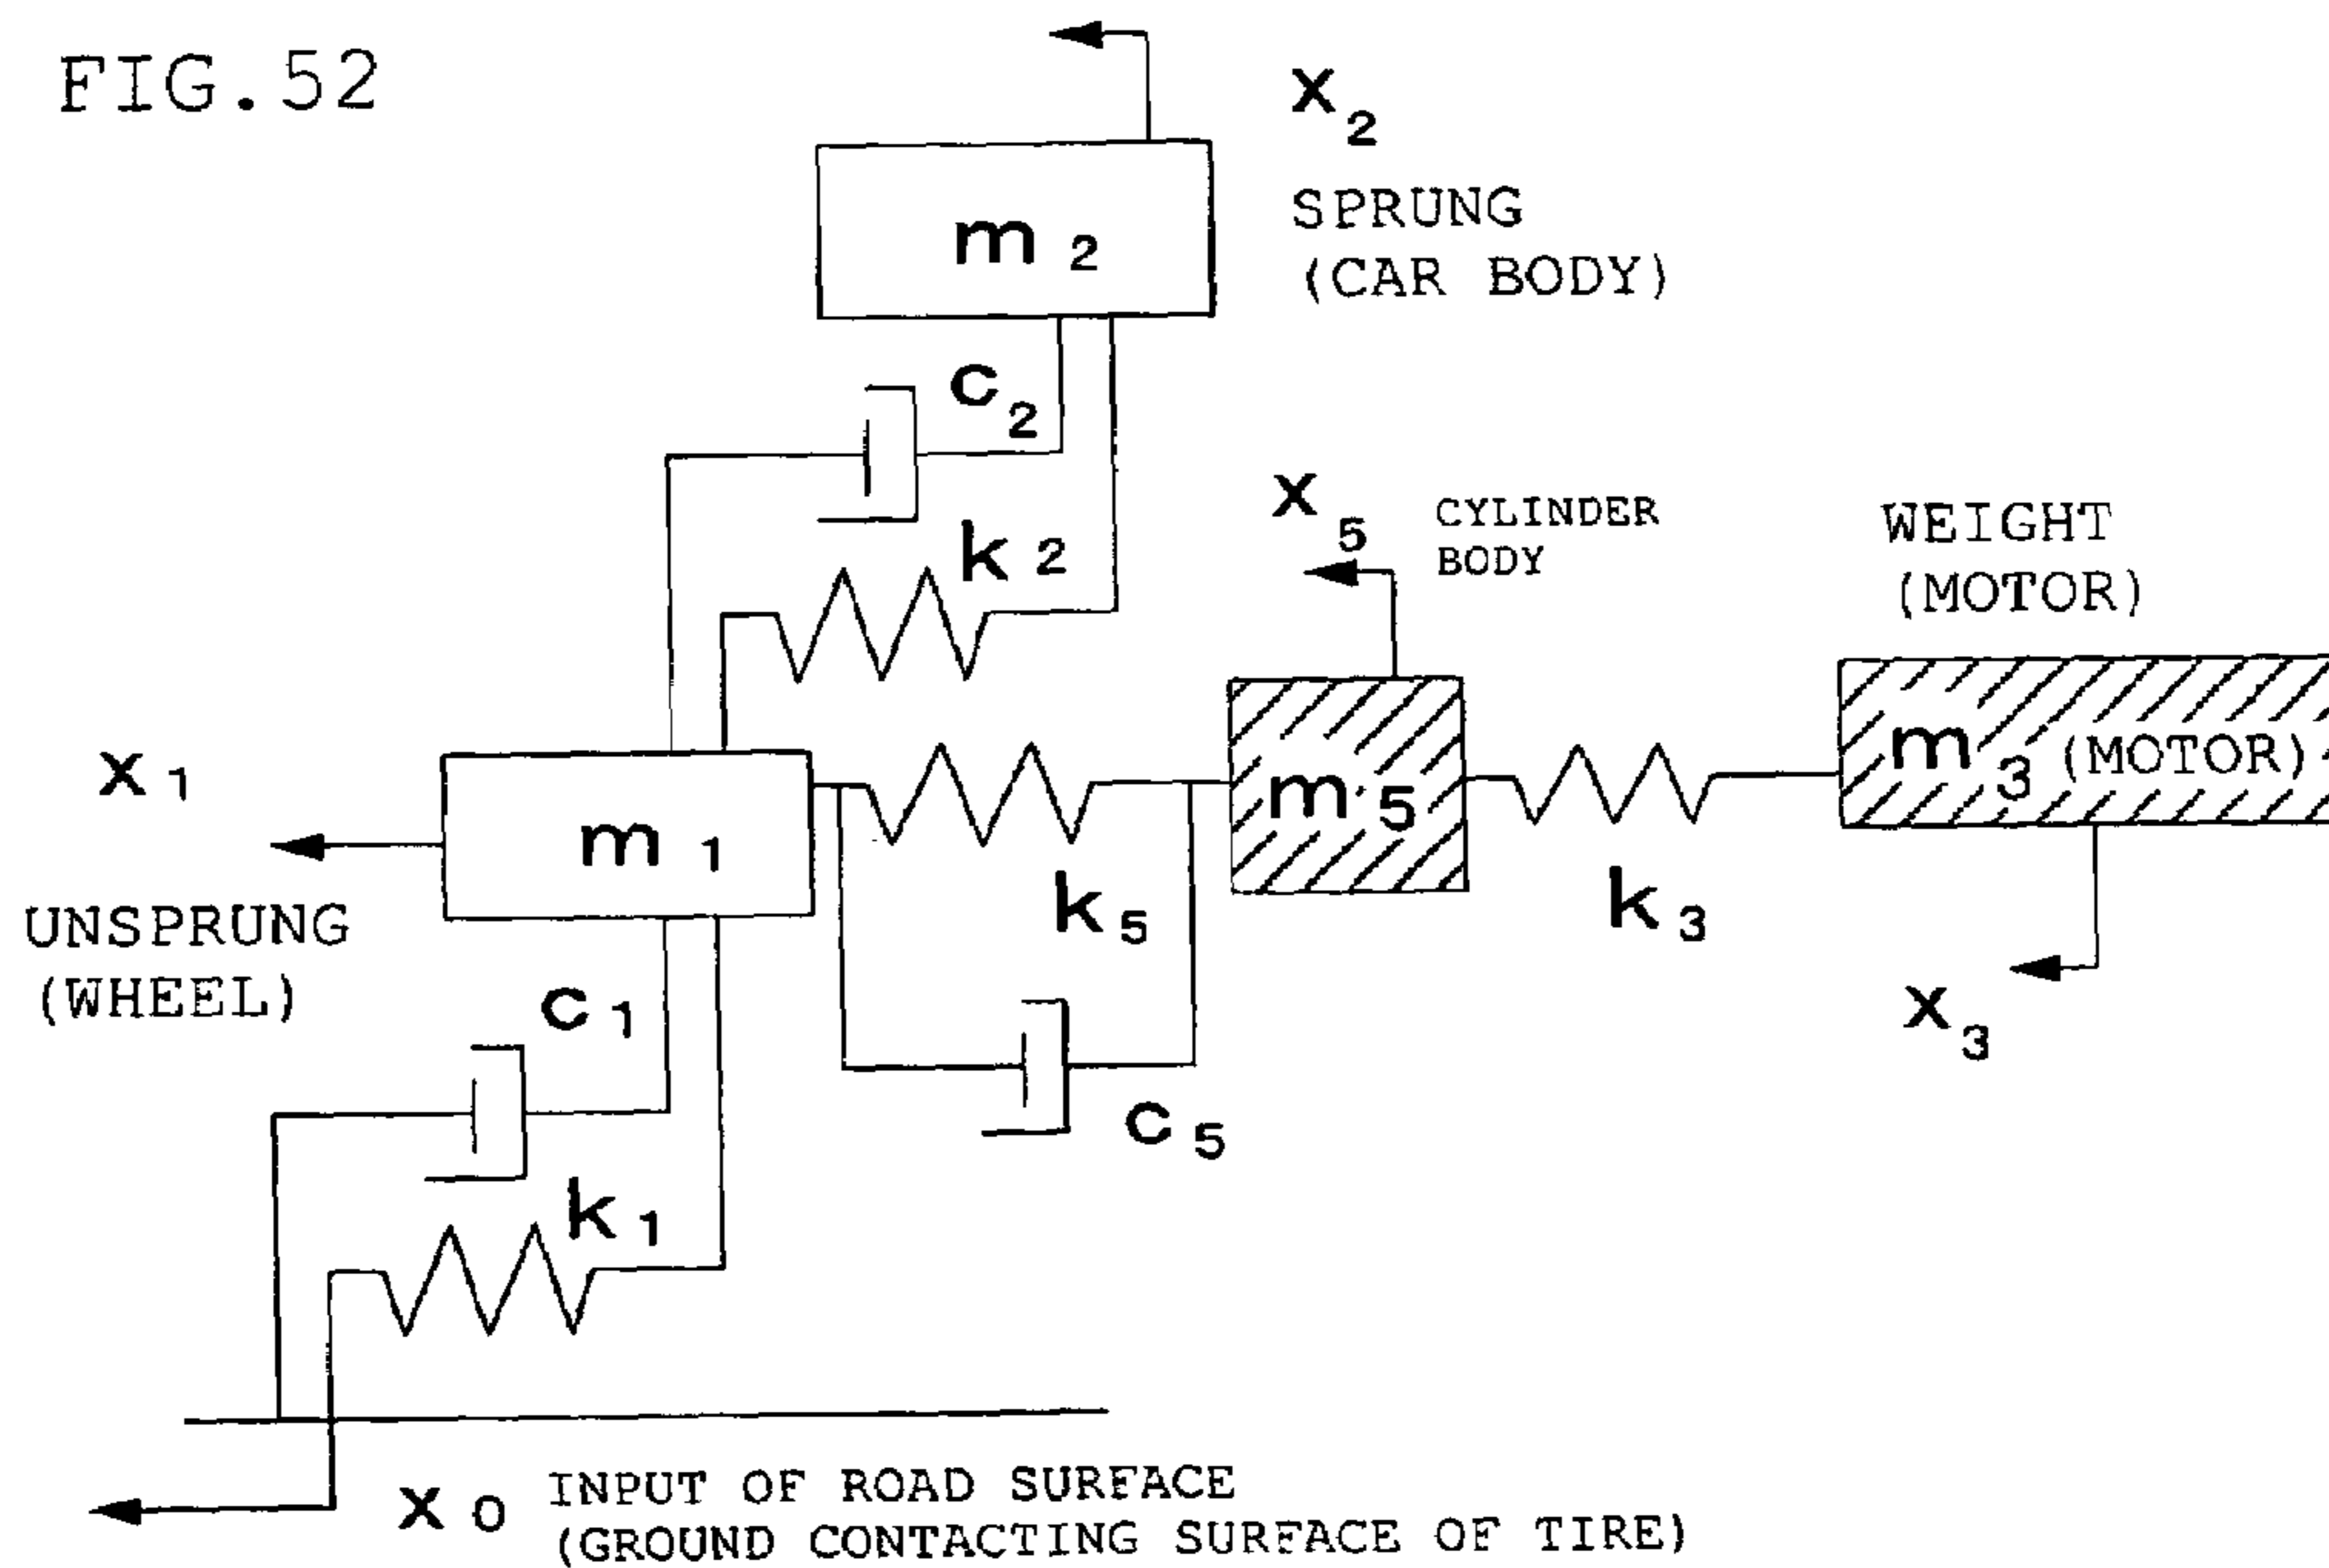 FIG.52
x2
SPRUNG
(CAR BODY)
m2
c2
k2
x5
CYLINDER
BODY
WEIGHT
(MOTOR)
m5
m3 (MOTOR)
x1
m1
UNSPRUNG
(WHEEL)
k5
k3
c1
x3
c5
k1
x0 INPUT OF ROAD SURFACE
(GROUND CONTACTING SURFACE OF TIRE)